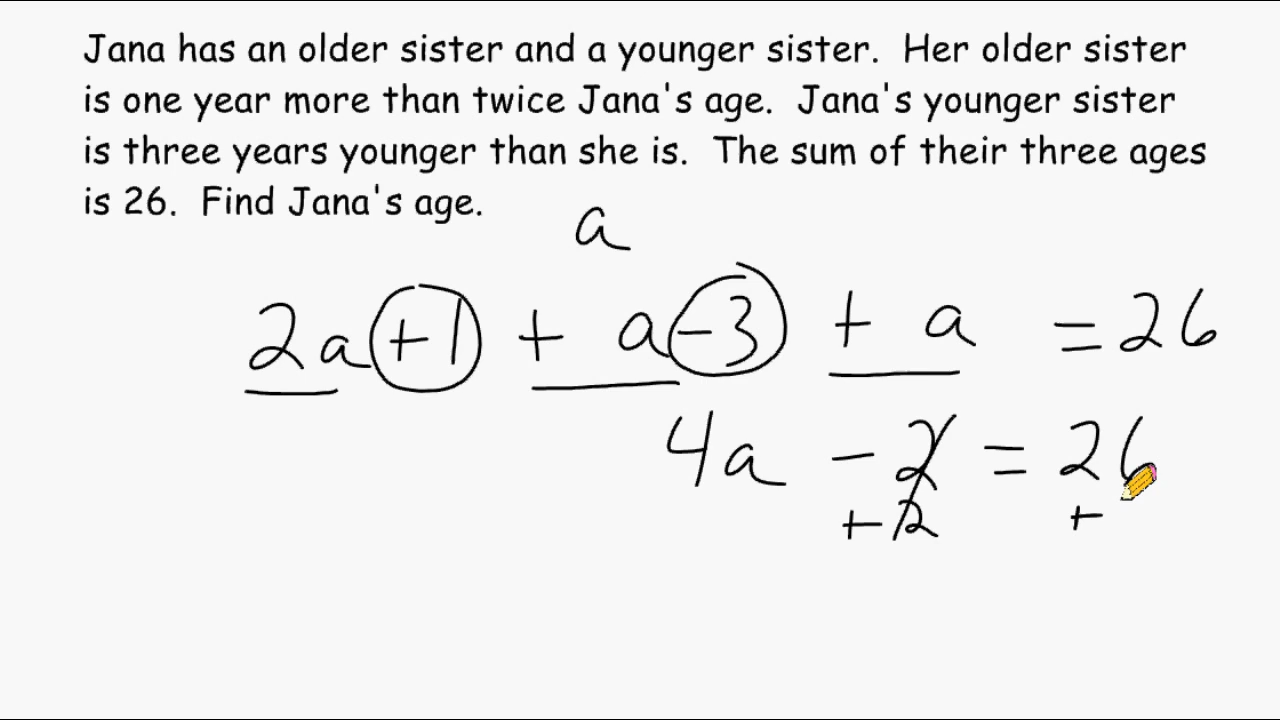 Jana has an older sister and a younger sister. Her older sister
is one year more than twice Jana's age. Jana's younger sister
is three years younger than she is. The sum of their three ages
is 26. Find Jana's age.
a
2a+1 + a-3 + a = 26
4a - 2 = 26
+2 +